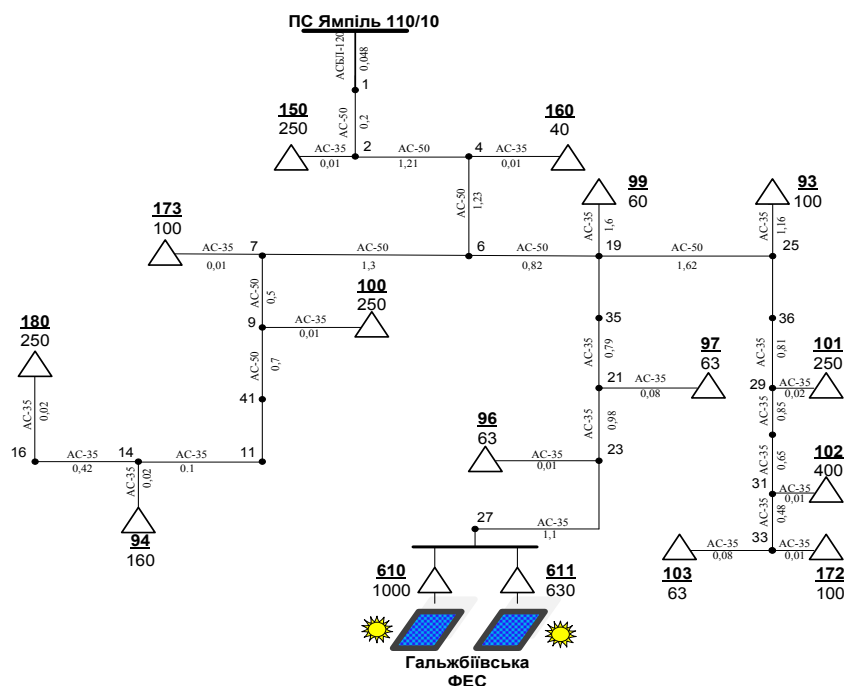 ПС Ямпіль 110/10
АСБЛ-120
0,048
1
АС-50
0,2
150
250
АС-35
0,01
2
АС-50
1,21
4
АС-35
0,01
160
40
АС-50
1,23
173
100
АС-35
0,01
7
АС-50
1,3
6
АС-50
0,82
99
60
АС-35
1,6
19
АС-50
1,62
93
100
АС-35
1,16
25
АС-50
0,5
9
100
250
АС-35
0,01
АС-50
0,7
41
180
250
АС-35
0,02
16
АС-35
0,42
14
АС-35
0.1
11
АС-35
0,02
94
160
35
АС-35
0,79
21
АС-35
0,08
97
63
АС-35
0,98
96
63
АС-35
0,01
23
27
АС-35
1,1
36
АС-35
0,81
29
АС-35
0,02
101
250
АС-35
0,85
АС-35
0,65
31
АС-35
0,01
102
400
АС-35
0,48
33
АС-35
0,08
103
63
АС-35
0,01
172
100
610
1000
611
630
Гальжбіївська
ФЕС